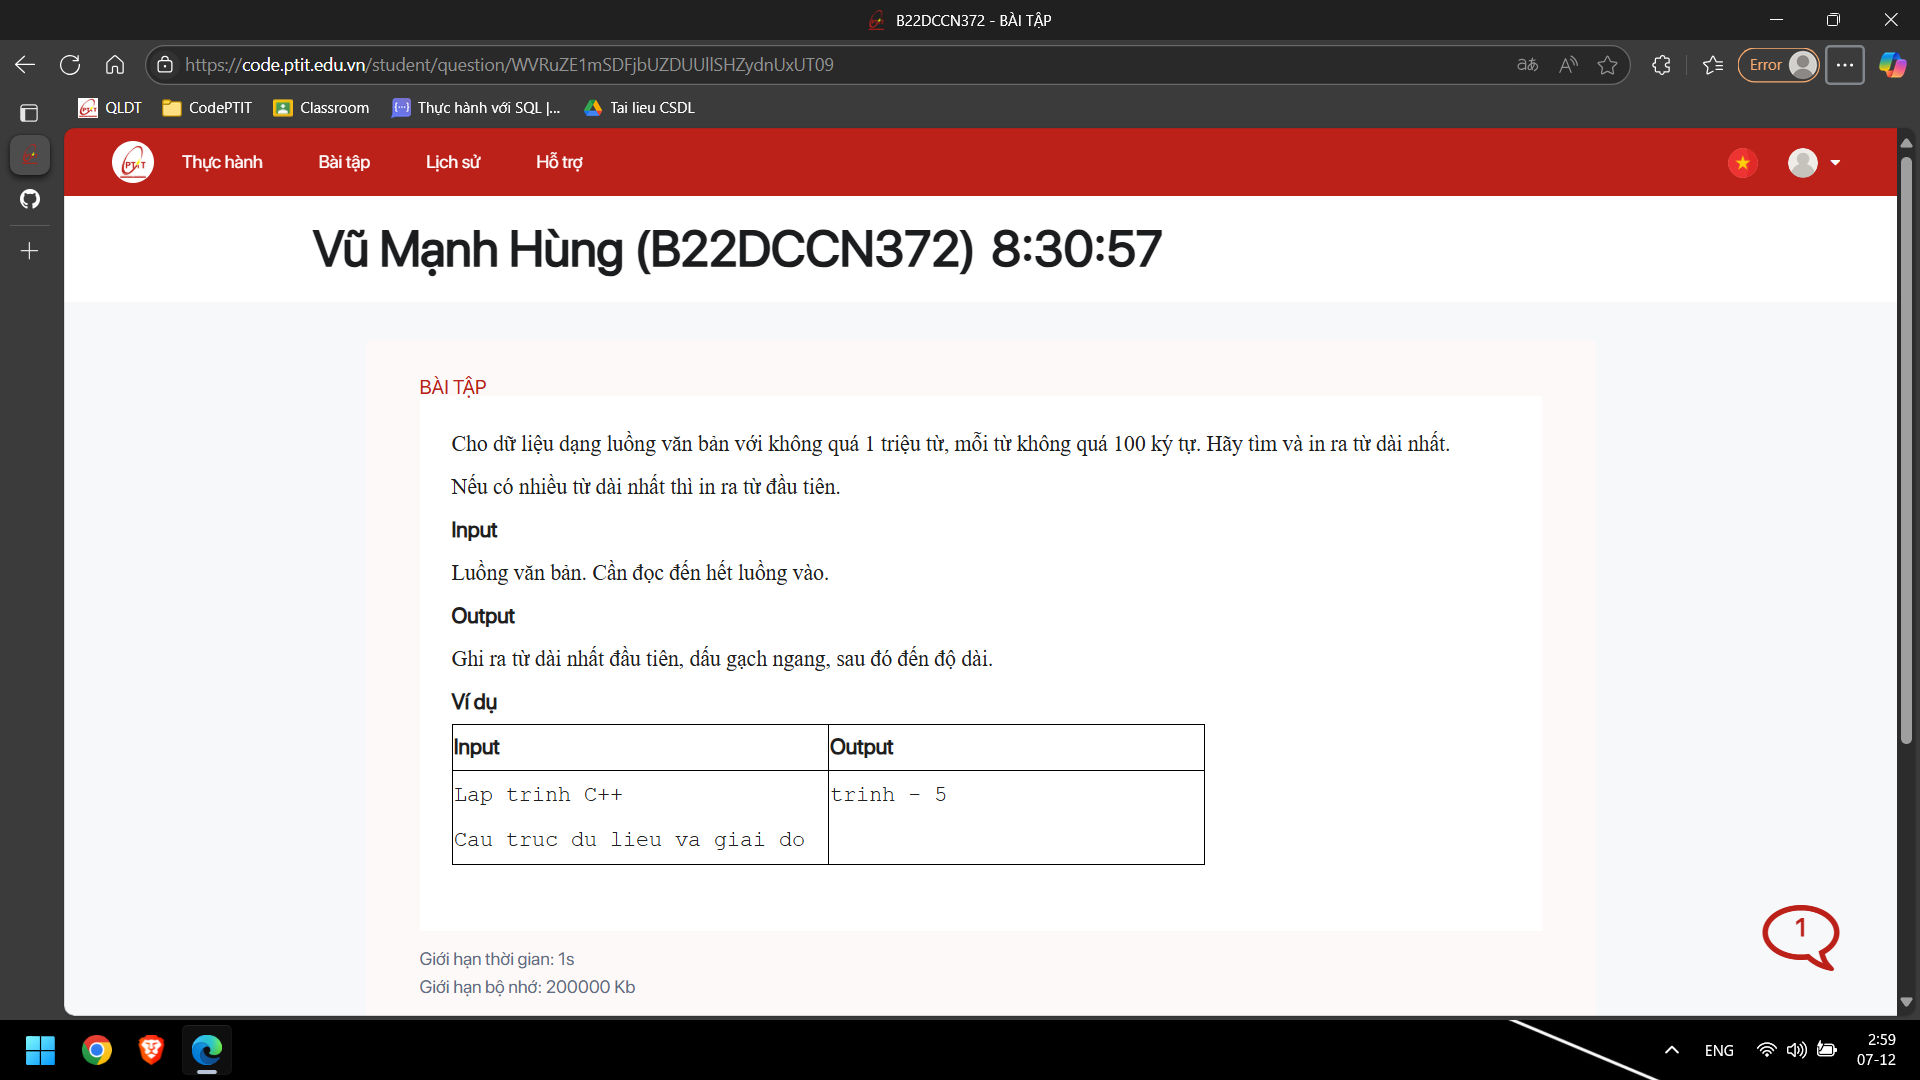 B22DCCN372 - BÀI TẬP
https://code.ptit.edu.vn/student/question/WVRuZE1mSDFjbUZDUUllSHZydnUxUT09
Error
QLDT
CodePTIT
Classroom
Thực hành với SQL |...
Tai lieu CSDL
PTIT
Thực hành
Bài tập
Lịch sử
Hỗ trợ
Vũ Mạnh Hùng (B22DCCN372) 8:30:57
BÀI TẬP
Cho dữ liệu dạng luồng văn bản với không quá 1 triệu từ, mỗi từ không quá 100 ký tự. Hãy tìm và in ra từ dài nhất.
Nếu có nhiều từ dài nhất thì in ra từ đầu tiên.
Input
Luồng văn bản. Cần đọc đến hết luồng vào.
Output
Ghi ra từ dài nhất đầu tiên, dấu gạch ngang, sau đó đến độ dài.
Ví dụ
Input
Output
Lap trinh C++
Cau truc du lieu va giai do
trinh - 5
1
Giới hạn thời gian: 1s
Giới hạn bộ nhớ: 200000 Kb
ENG
2:59
07-12